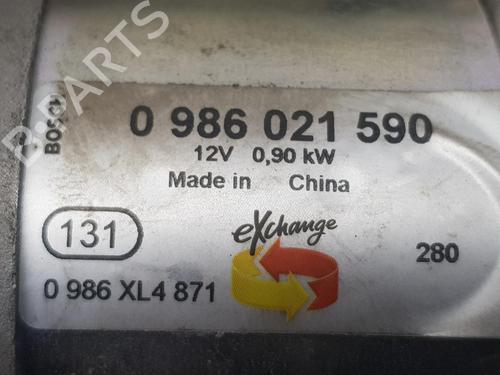 B-PARTS
BOSCH
0 986 021 590
12V 0,90 kW
Made in China
131
eXchange
280
0 986 XL4 871